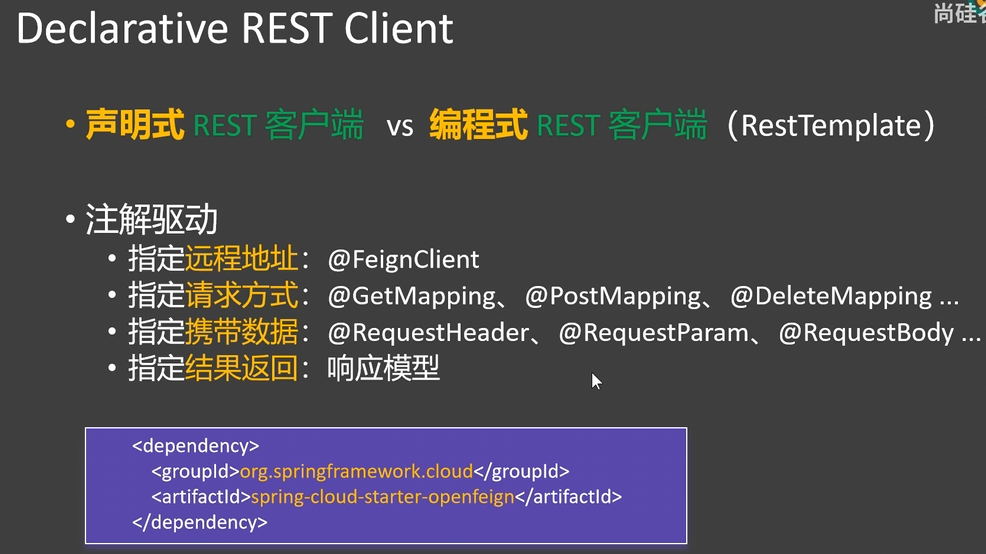 Declarative REST Client
尚硅
• 声明式 REST 客户端 vs 编程式 REST 客户端（RestTemplate）
• 注解驱动
• 指定远程地址：@FeignClient
• 指定请求方式：@GetMapping、@PostMapping、@DeleteMapping ...
• 指定携带数据：@RequestHeader、@RequestParam、@RequestBody ...
• 指定结果返回：响应模型
<dependency>
<groupId>org.springframework.cloud</groupId>
<artifactId>spring-cloud-starter-openfeign</artifactId>
</dependency>